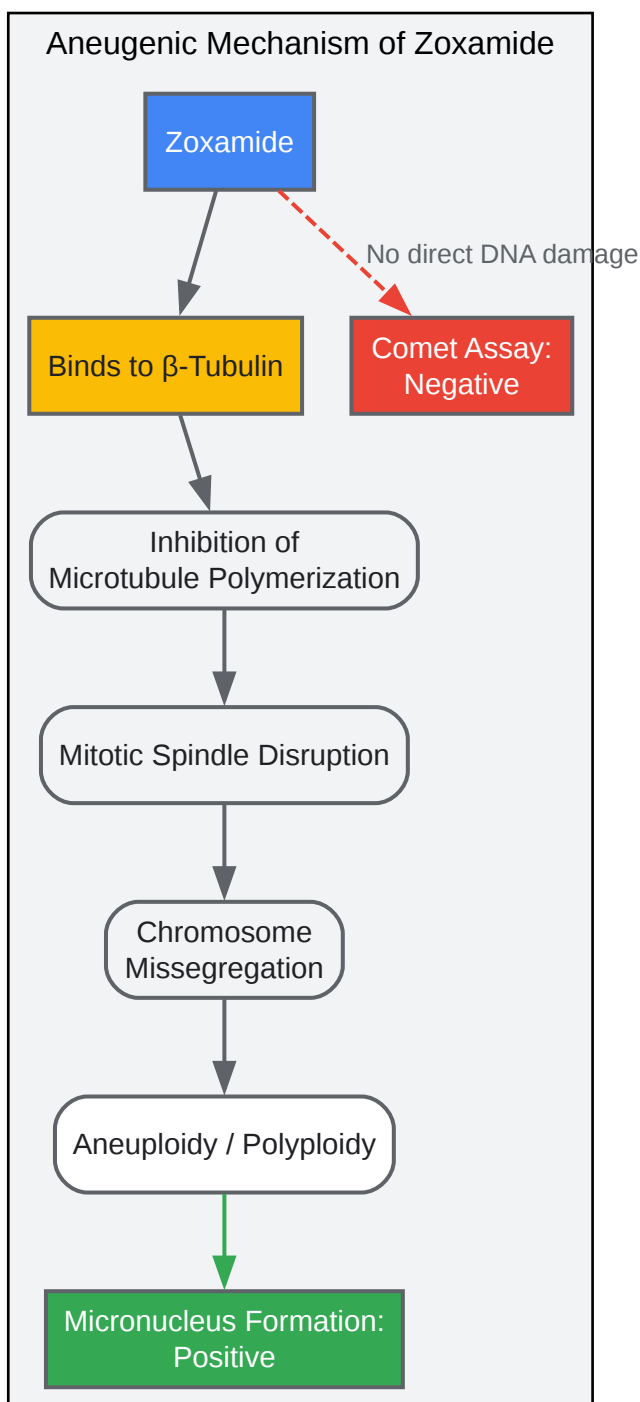 Aneugenic Mechanism of Zoxamide
Zoxamide
No direct DNA damage
Binds to β-Tubulin
Comet Assay:
Negative
Inhibition of
Microtubule Polymerization
Mitotic Spindle Disruption
Chromosome
Missegregation
Aneuploidy / Polyploidy
Micronucleus Formation:
Positive